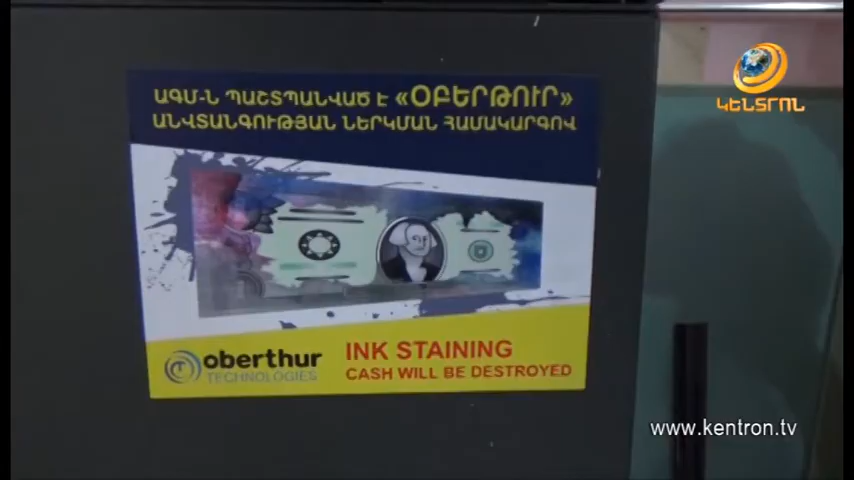 ԿԵՆՏՐՈՆ
ԱԳՄ-Ն ՊԱՇՏՊԱՆՎԱԾ Է «ՕԲԵՐԹՈՒՐ»
ԱՆՎՏԱՆԳՈՒԹՅԱՆ ՆԵՐԿՄԱՆ ՀԱՄԱԿԱՐԳՈՎ
oberthur
TECHNOLOGIES
INK STAINING
CASH WILL BE DESTROYED
www.kentron.tv